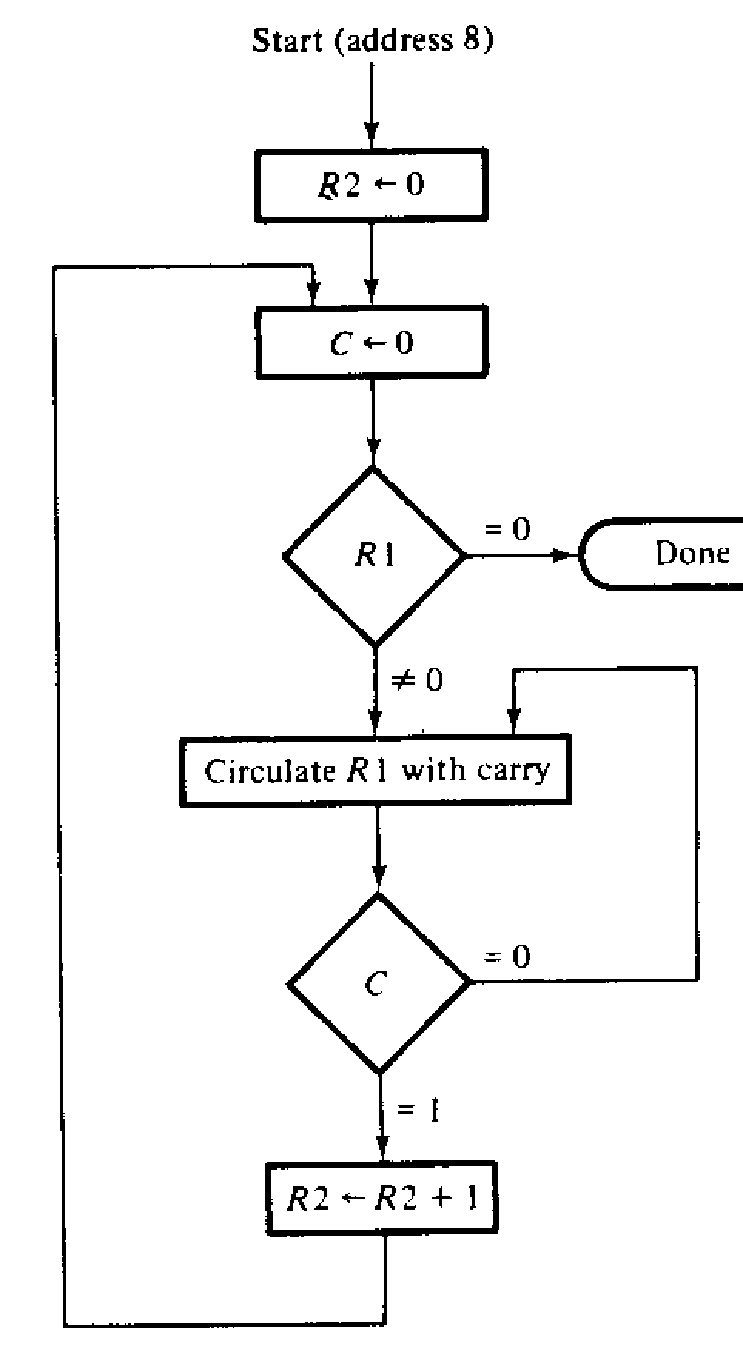 Start (address 8)
R2 ← 0
C ← 0
R1
= 0
Done
≠ 0
Circulate R1 with carry
C
= 0
= 1
R2 ← R2 + 1